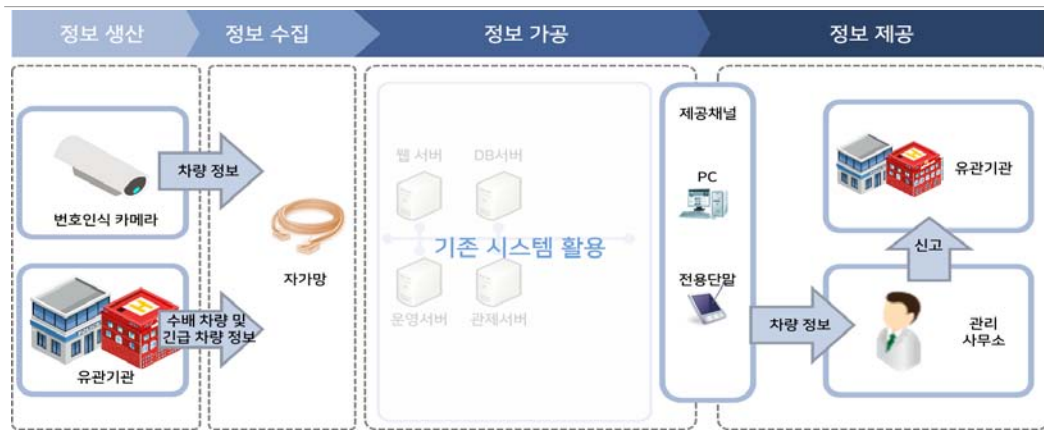 정보 생산
정보 수집
정보 가공
정보 제공
번호인식 카메라
차량 정보
유관기관
수배 차량 및
긴급 차량 정보
자가망
웹 서버
DB서버
기존 시스템 활용
운영서버
관제서버
제공채널
PC
전용단말
차량 정보
유관기관
신고
관리
사무소